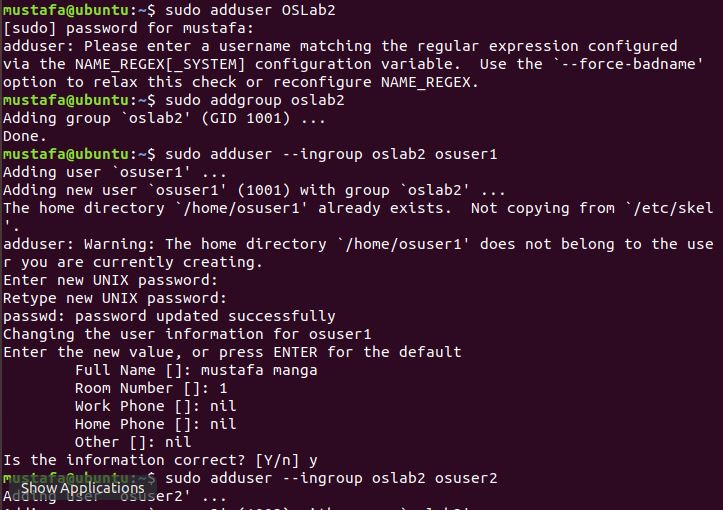 mustafa@ubuntu:~$ sudo adduser OSLab2
[sudo] password for mustafa:
adduser: Please enter a username matching the regular expression configured
via the NAME_REGEX[_SYSTEM] configuration variable.  Use the `--force-badname'
option to relax this check or reconfigure NAME_REGEX.
mustafa@ubuntu:~$ sudo addgroup oslab2
Adding group `oslab2' (GID 1001) ...
Done.
mustafa@ubuntu:~$ sudo adduser --ingroup oslab2 osuser1
Adding user `osuser1' ...
Adding new user `osuser1' (1001) with group `oslab2' ...
The home directory `/home/osuser1' already exists.  Not copying from `/etc/skel
'.
adduser: Warning: The home directory `/home/osuser1' does not belong to the use
r you are currently creating.
Enter new UNIX password:
Retype new UNIX password:
passwd: password updated successfully
Changing the user information for osuser1
Enter the new value, or press ENTER for the default
        Full Name []: mustafa manga
        Room Number []: 1
        Work Phone []: nil
        Home Phone []: nil
        Other []: nil
Is the information correct? [Y/n] y
mustafa@ubuntu:~$ sudo adduser --ingroup oslab2 osuser2
Show Applications
Adding user `osuser2' ...